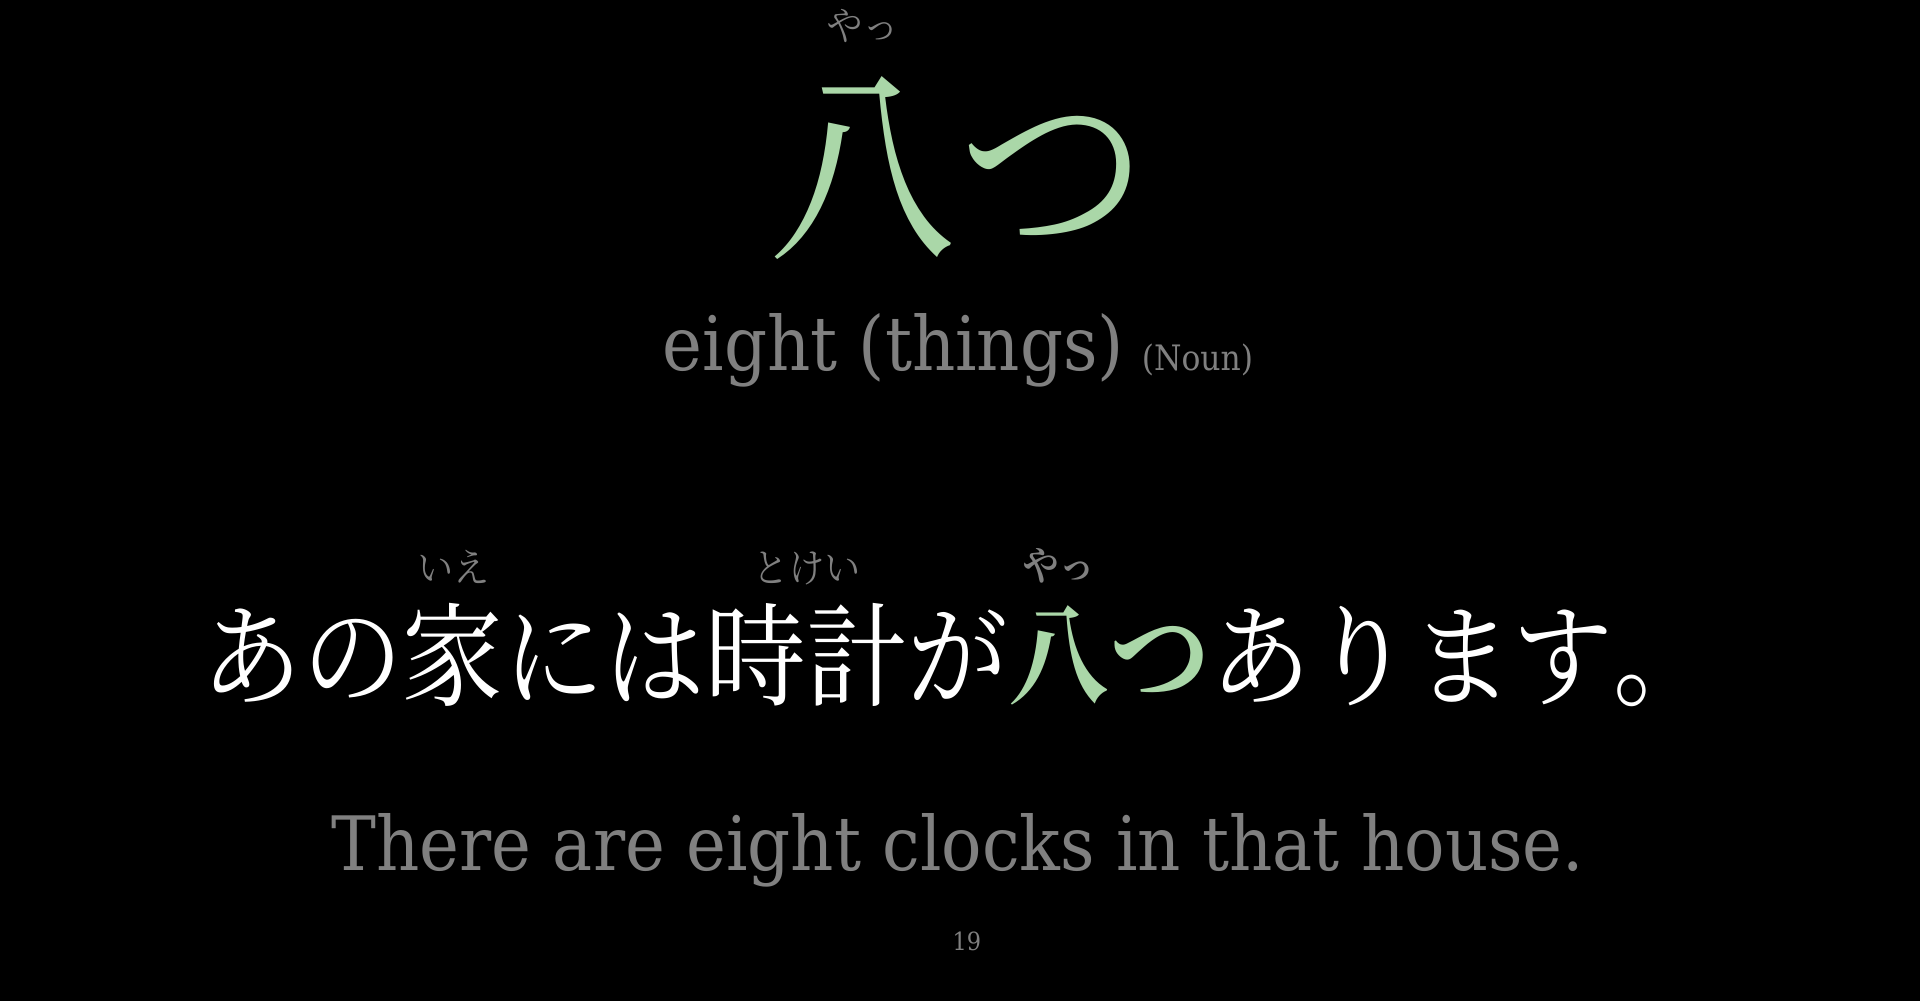 やっ
八つ
eight (things) (Noun)
いえ とけい やっ
あの家には時計が八つあります。
There are eight clocks in that house.
19